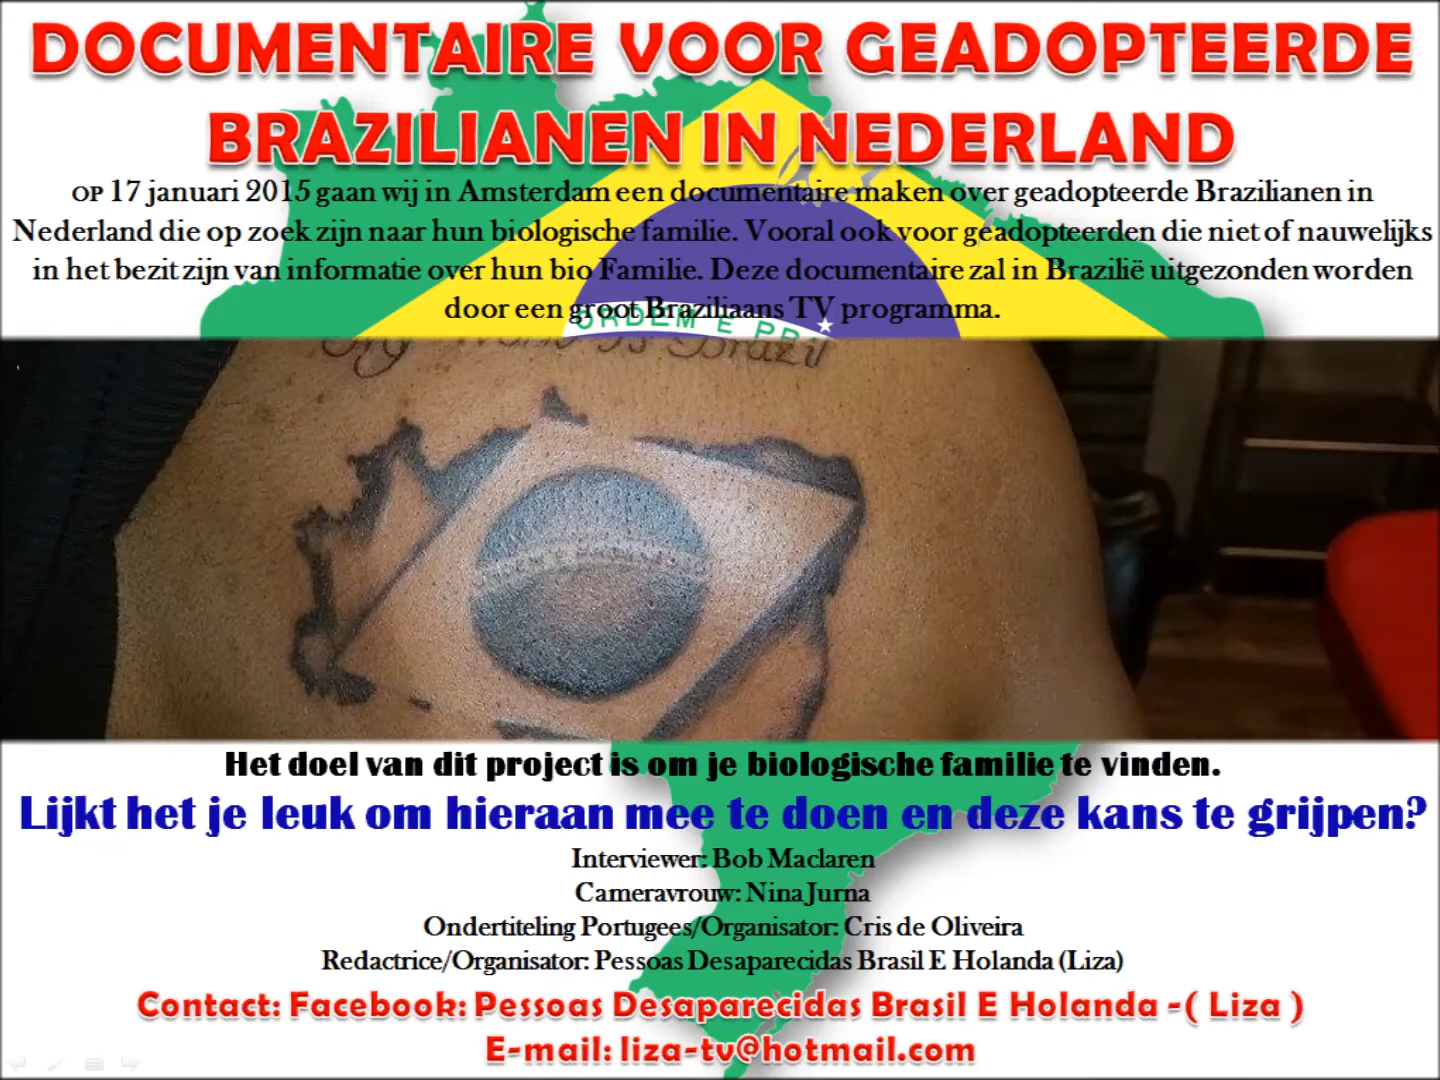 DOCUMENTAIRE VOOR GEADOPTEERDE
BRAZILIANEN IN NEDERLAND
OP 17 januari 2015 gaan wij in Amsterdam een documentaire maken over geadopteerde Brazilianen in
Nederland die op zoek zijn naar hun biologische familie. Vooral ook voor geadopteerden die niet of nauwelijks
in het bezit zijn van informatie over hun bio Familie. Deze documentaire zal in Brazilië uitgezonden worden
door een groot Braziliaans TV programma.
ORDEM E PR
Is Brazil
Het doel van dit project is om je biologische familie te vinden.
Lijkt het je leuk om hieraan mee te doen en deze kans te grijpen?
Interviewer: Bob Maclaren
Cameravrouw: Nina Jurna
Ondertiteling Portugees/Organisator: Cris de Oliveira
Redactrice/Organisator: Pessoas Desaparecidas Brasil E Holanda (Liza)
Contact: Facebook: Pessoas Desaparecidas Brasil E Holanda -( Liza )
E-mail: liza-tv@hotmail.com